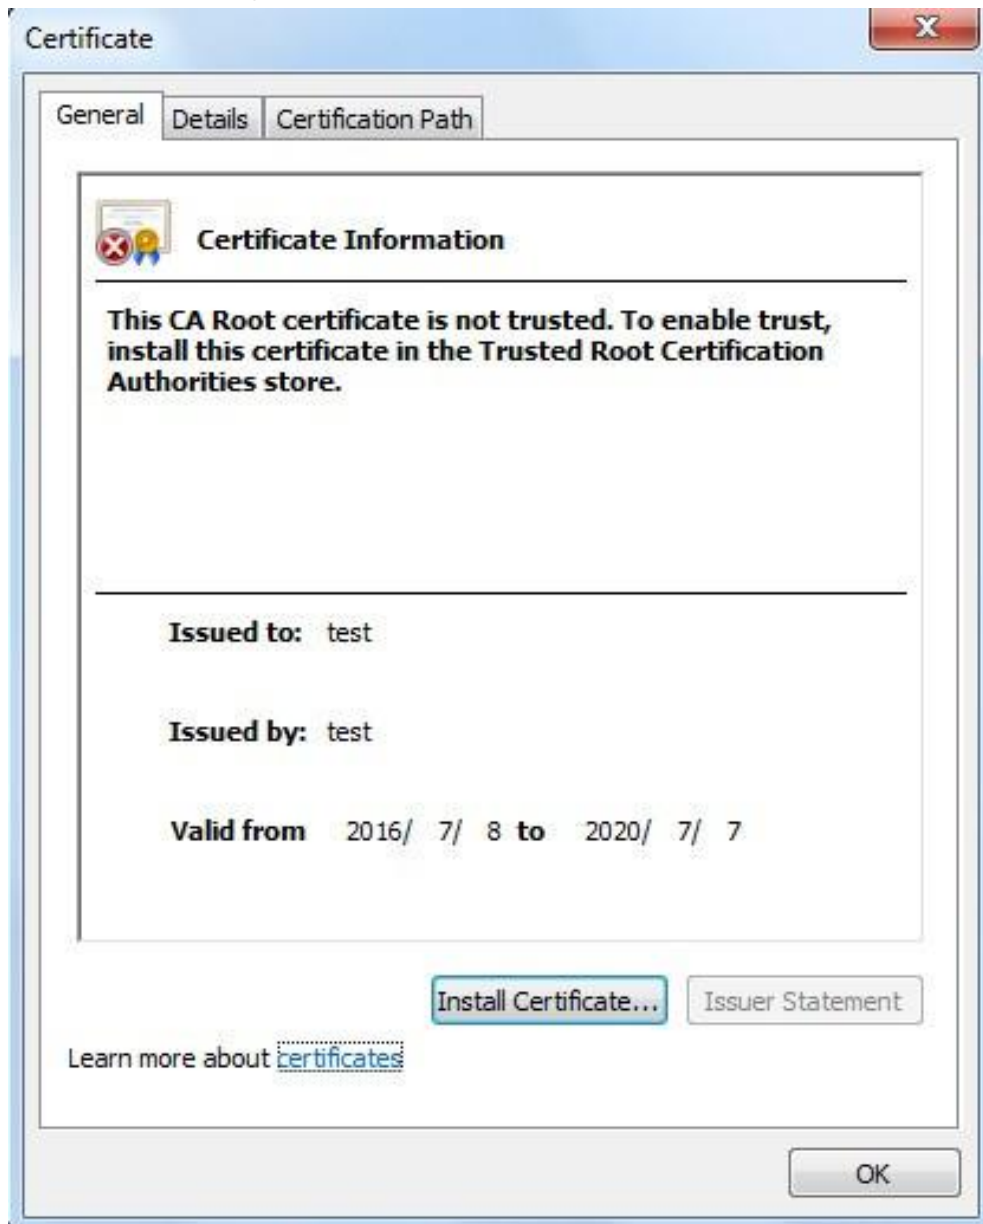 Certificate
General Details Certification Path
Certificate Information
This CA Root certificate is not trusted. To enable trust,
install this certificate in the Trusted Root Certification
Authorities store.
Issued to: test
Issued by: test
Valid from 2016/ 7/ 8 to 2020/ 7/ 7
Install Certificate... Issuer Statement
Learn more about certificates
OK